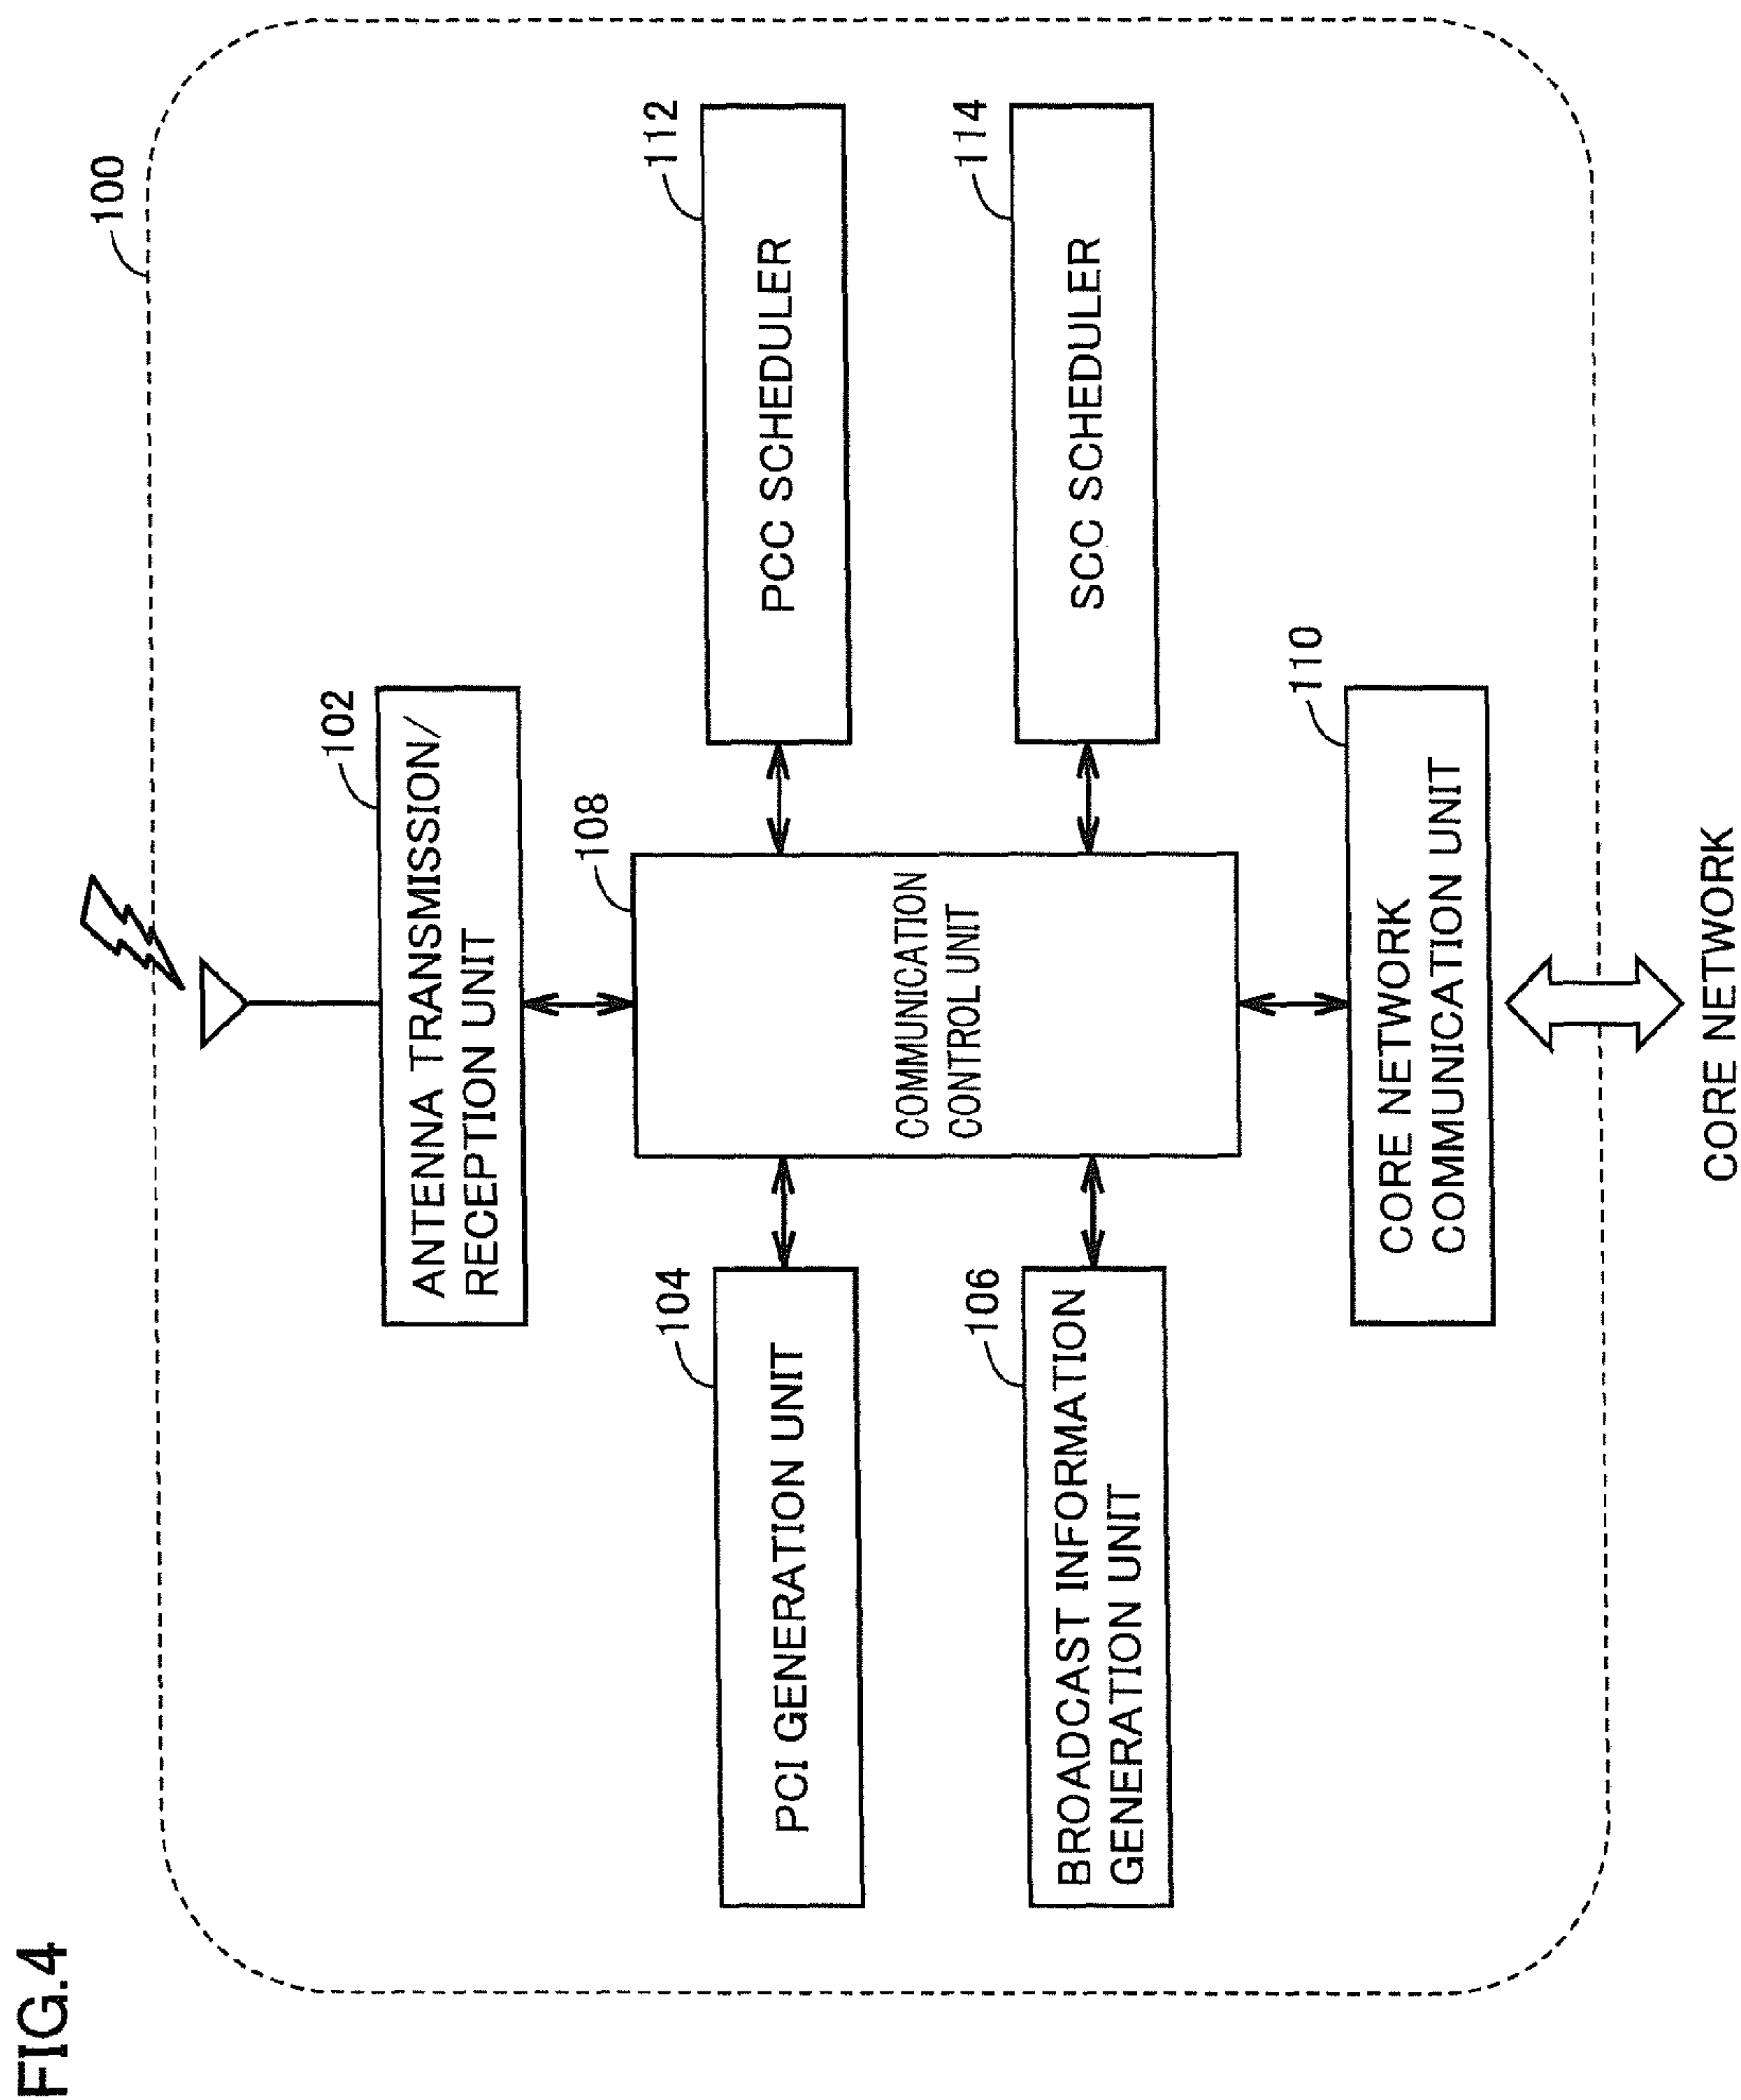 FIG.4
100
102
ANTENNA TRANSMISSION/
RECEPTION UNIT
104
PCI GENERATION UNIT
108
COMMUNICATION
CONTROL UNIT
112
PCC SCHEDULER
106
BROADCAST INFORMATION
GENERATION UNIT
114
SCC SCHEDULER
110
CORE NETWORK
COMMUNICATION UNIT
CORE NETWORK